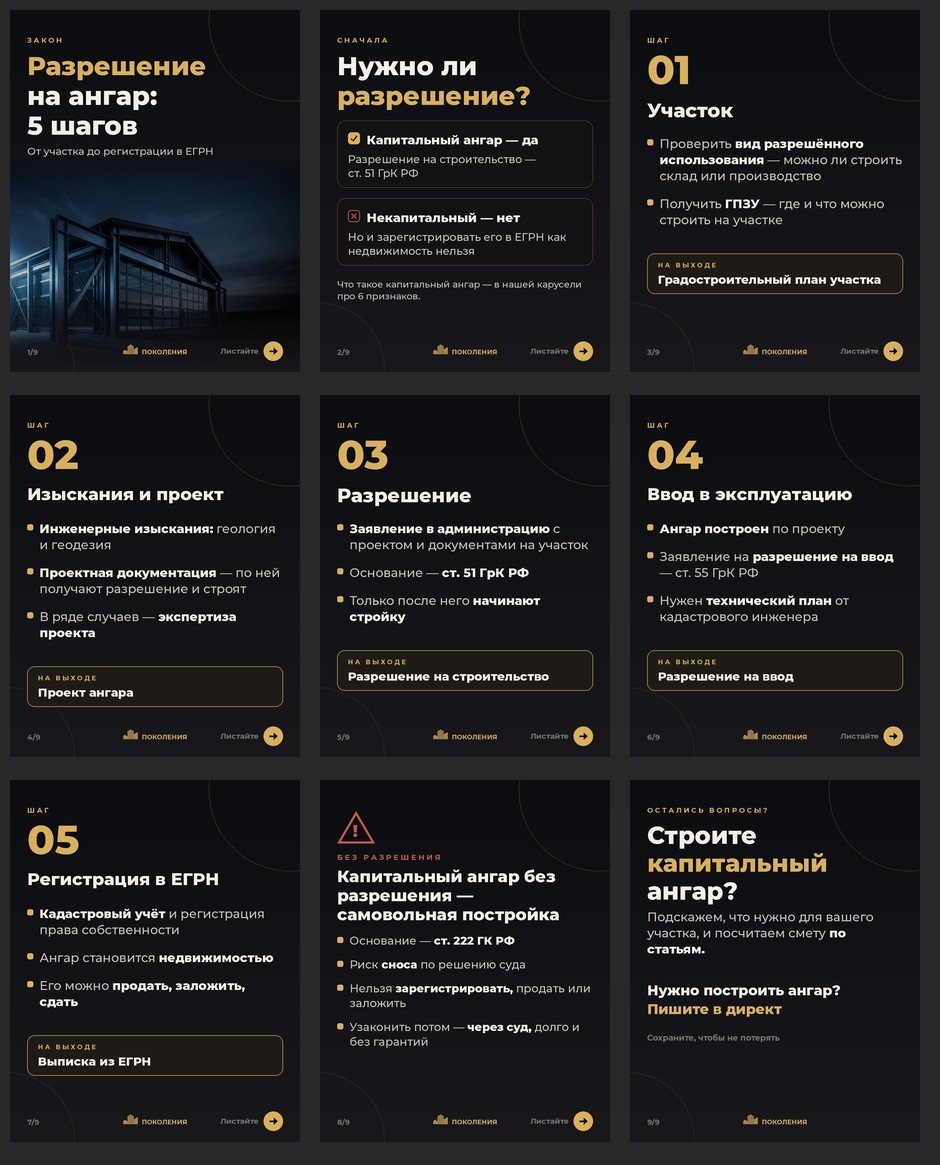 ЗАКОН
Разрешение
на ангар:
5 шагов
От участка до регистрации в ЕГРН
1/9
ПОКОЛЕНИЯ
Листайте
СНАЧАЛА
Нужно ли
разрешение?
Капитальный ангар — да
Разрешение на строительство —
ст. 51 ГрК РФ
Некапитальный — нет
Но и зарегистрировать его в ЕГРН как
недвижимость нельзя
Что такое капитальный ангар — в нашей карусели
про 6 признаков.
2/9
ПОКОЛЕНИЯ
Листайте
ШАГ
01
Участок
Проверить вид разрешённого
использования — можно ли строить
склад или производство
Получить ГПЗУ — где и что можно
строить на участке
НА ВЫХОДЕ
Градостроительный план участка
3/9
ПОКОЛЕНИЯ
Листайте
ШАГ
02
Изыскания и проект
Инженерные изыскания: геология
и геодезия
Проектная документация — по ней
получают разрешение и строят
В ряде случаев — экспертиза
проекта
НА ВЫХОДЕ
Проект ангара
4/9
ПОКОЛЕНИЯ
Листайте
ШАГ
03
Разрешение
Заявление в администрацию с
проектом и документами на участок
Основание — ст. 51 ГрК РФ
Только после него начинают
стройку
НА ВЫХОДЕ
Разрешение на строительство
5/9
ПОКОЛЕНИЯ
Листайте
ШАГ
04
Ввод в эксплуатацию
Ангар построен по проекту
Заявление на разрешение на ввод
— ст. 55 ГрК РФ
Нужен технический план от
кадастрового инженера
НА ВЫХОДЕ
Разрешение на ввод
6/9
ПОКОЛЕНИЯ
Листайте
ШАГ
05
Регистрация в ЕГРН
Кадастровый учёт и регистрация
права собственности
Ангар становится недвижимостью
Его можно продать, заложить,
сдать
НА ВЫХОДЕ
Выписка из ЕГРН
7/9
ПОКОЛЕНИЯ
Листайте
БЕЗ РАЗРЕШЕНИЯ
Капитальный ангар без
разрешения —
самовольная постройка
Основание — ст. 222 ГК РФ
Риск сноса по решению суда
Нельзя зарегистрировать, продать или
заложить
Узаконить потом — через суд, долго и
без гарантий
8/9
ПОКОЛЕНИЯ
Листайте
ОСТАЛИСЬ ВОПРОСЫ?
Строите
капитальный
ангар?
Подскажем, что нужно для вашего
участка, и посчитаем смету по
статьям.
Нужно построить ангар?
Пишите в директ
Сохраните, чтобы не потерять
9/9
ПОКОЛЕНИЯ